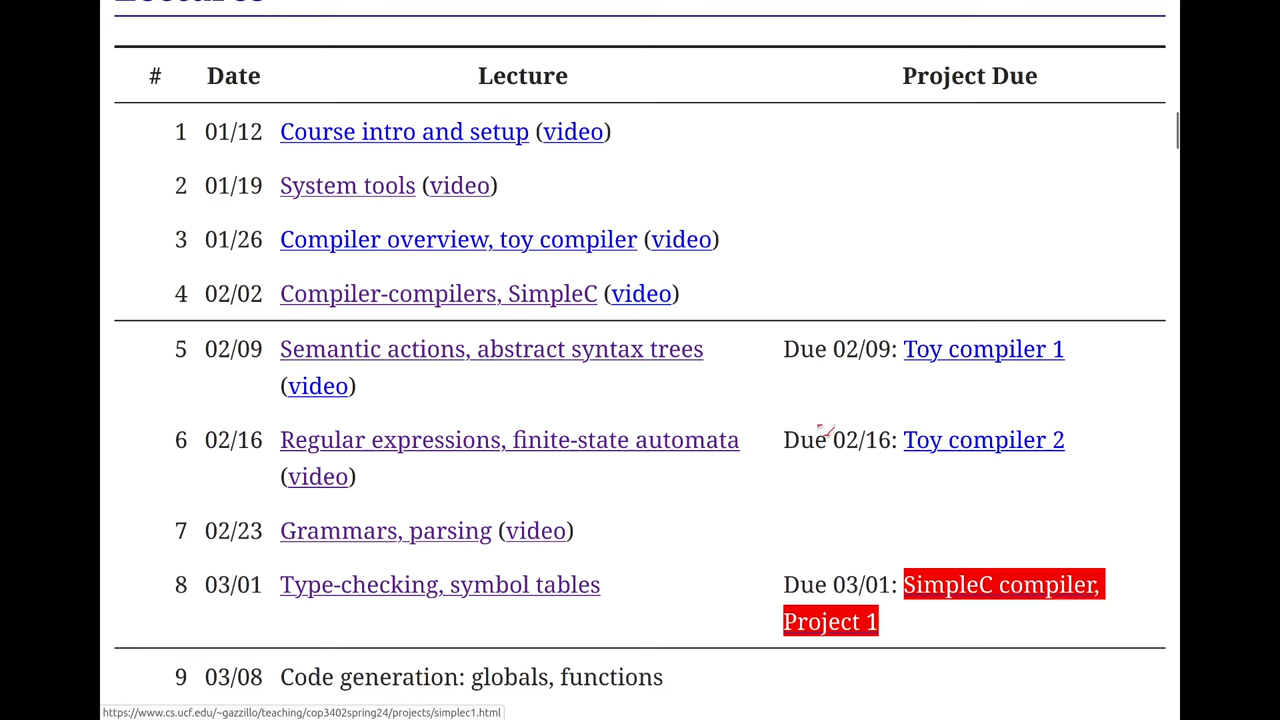 # Date Lecture Project Due
1 01/12 Course intro and setup (video)
2 01/19 System tools (video)
3 01/26 Compiler overview, toy compiler (video)
4 02/02 Compiler-compilers, SimpleC (video)
5 02/09 Semantic actions, abstract syntax trees Due 02/09: Toy compiler 1
(video)
6 02/16 Regular expressions, finite-state automata Due 02/16: Toy compiler 2
(video)
7 02/23 Grammars, parsing (video)
8 03/01 Type-checking, symbol tables Due 03/01: SimpleC compiler,
Project 1
9 03/08 Code generation: globals, functions
https://www.cs.ucf.edu/~gazzillo/teaching/cop3402spring24/projects/simplec1.html